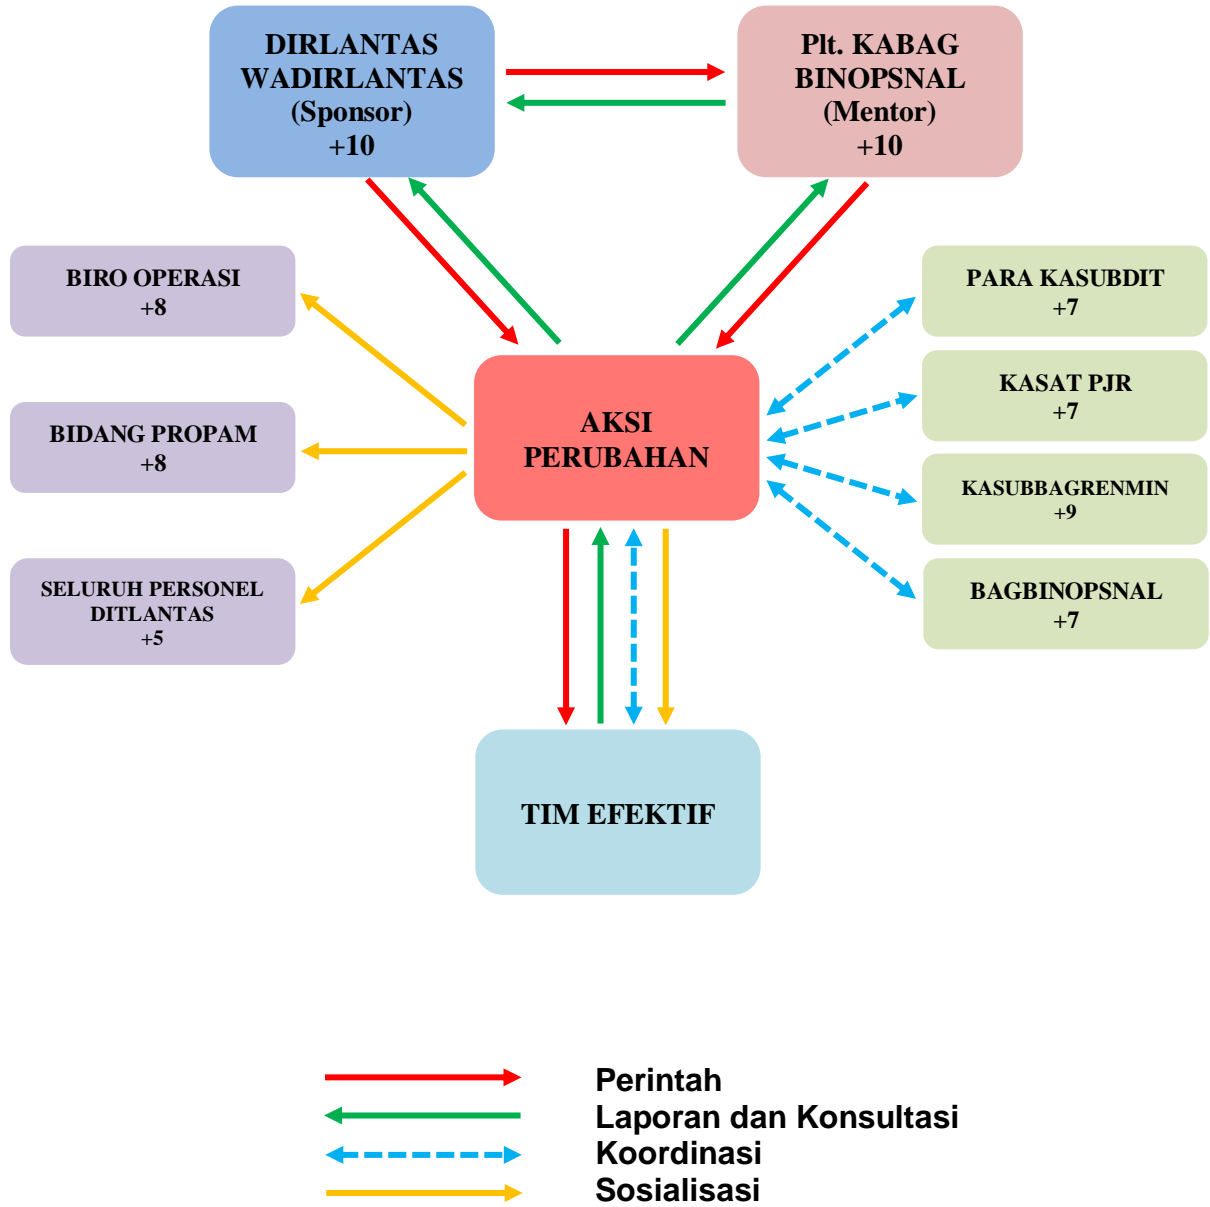 DIRLANTAS
WADIRLANTAS
(Sponsor)
+10
Plt. KABAG
BINOPSNAL
(Mentor)
+10
BIRO OPERASI
+8
BIDANG PROPAM
+8
SELURUH PERSONEL
DITLANTAS
+5
AKSI
PERUBAHAN
PARA KASUBDIT
+7
KASAT PJR
+7
KASUBBAGRENMIN
+9
BAGBINOPSNAL
+7
TIM EFEKTIF
Perintah
Laporan dan Konsultasi
Koordinasi
Sosialisasi